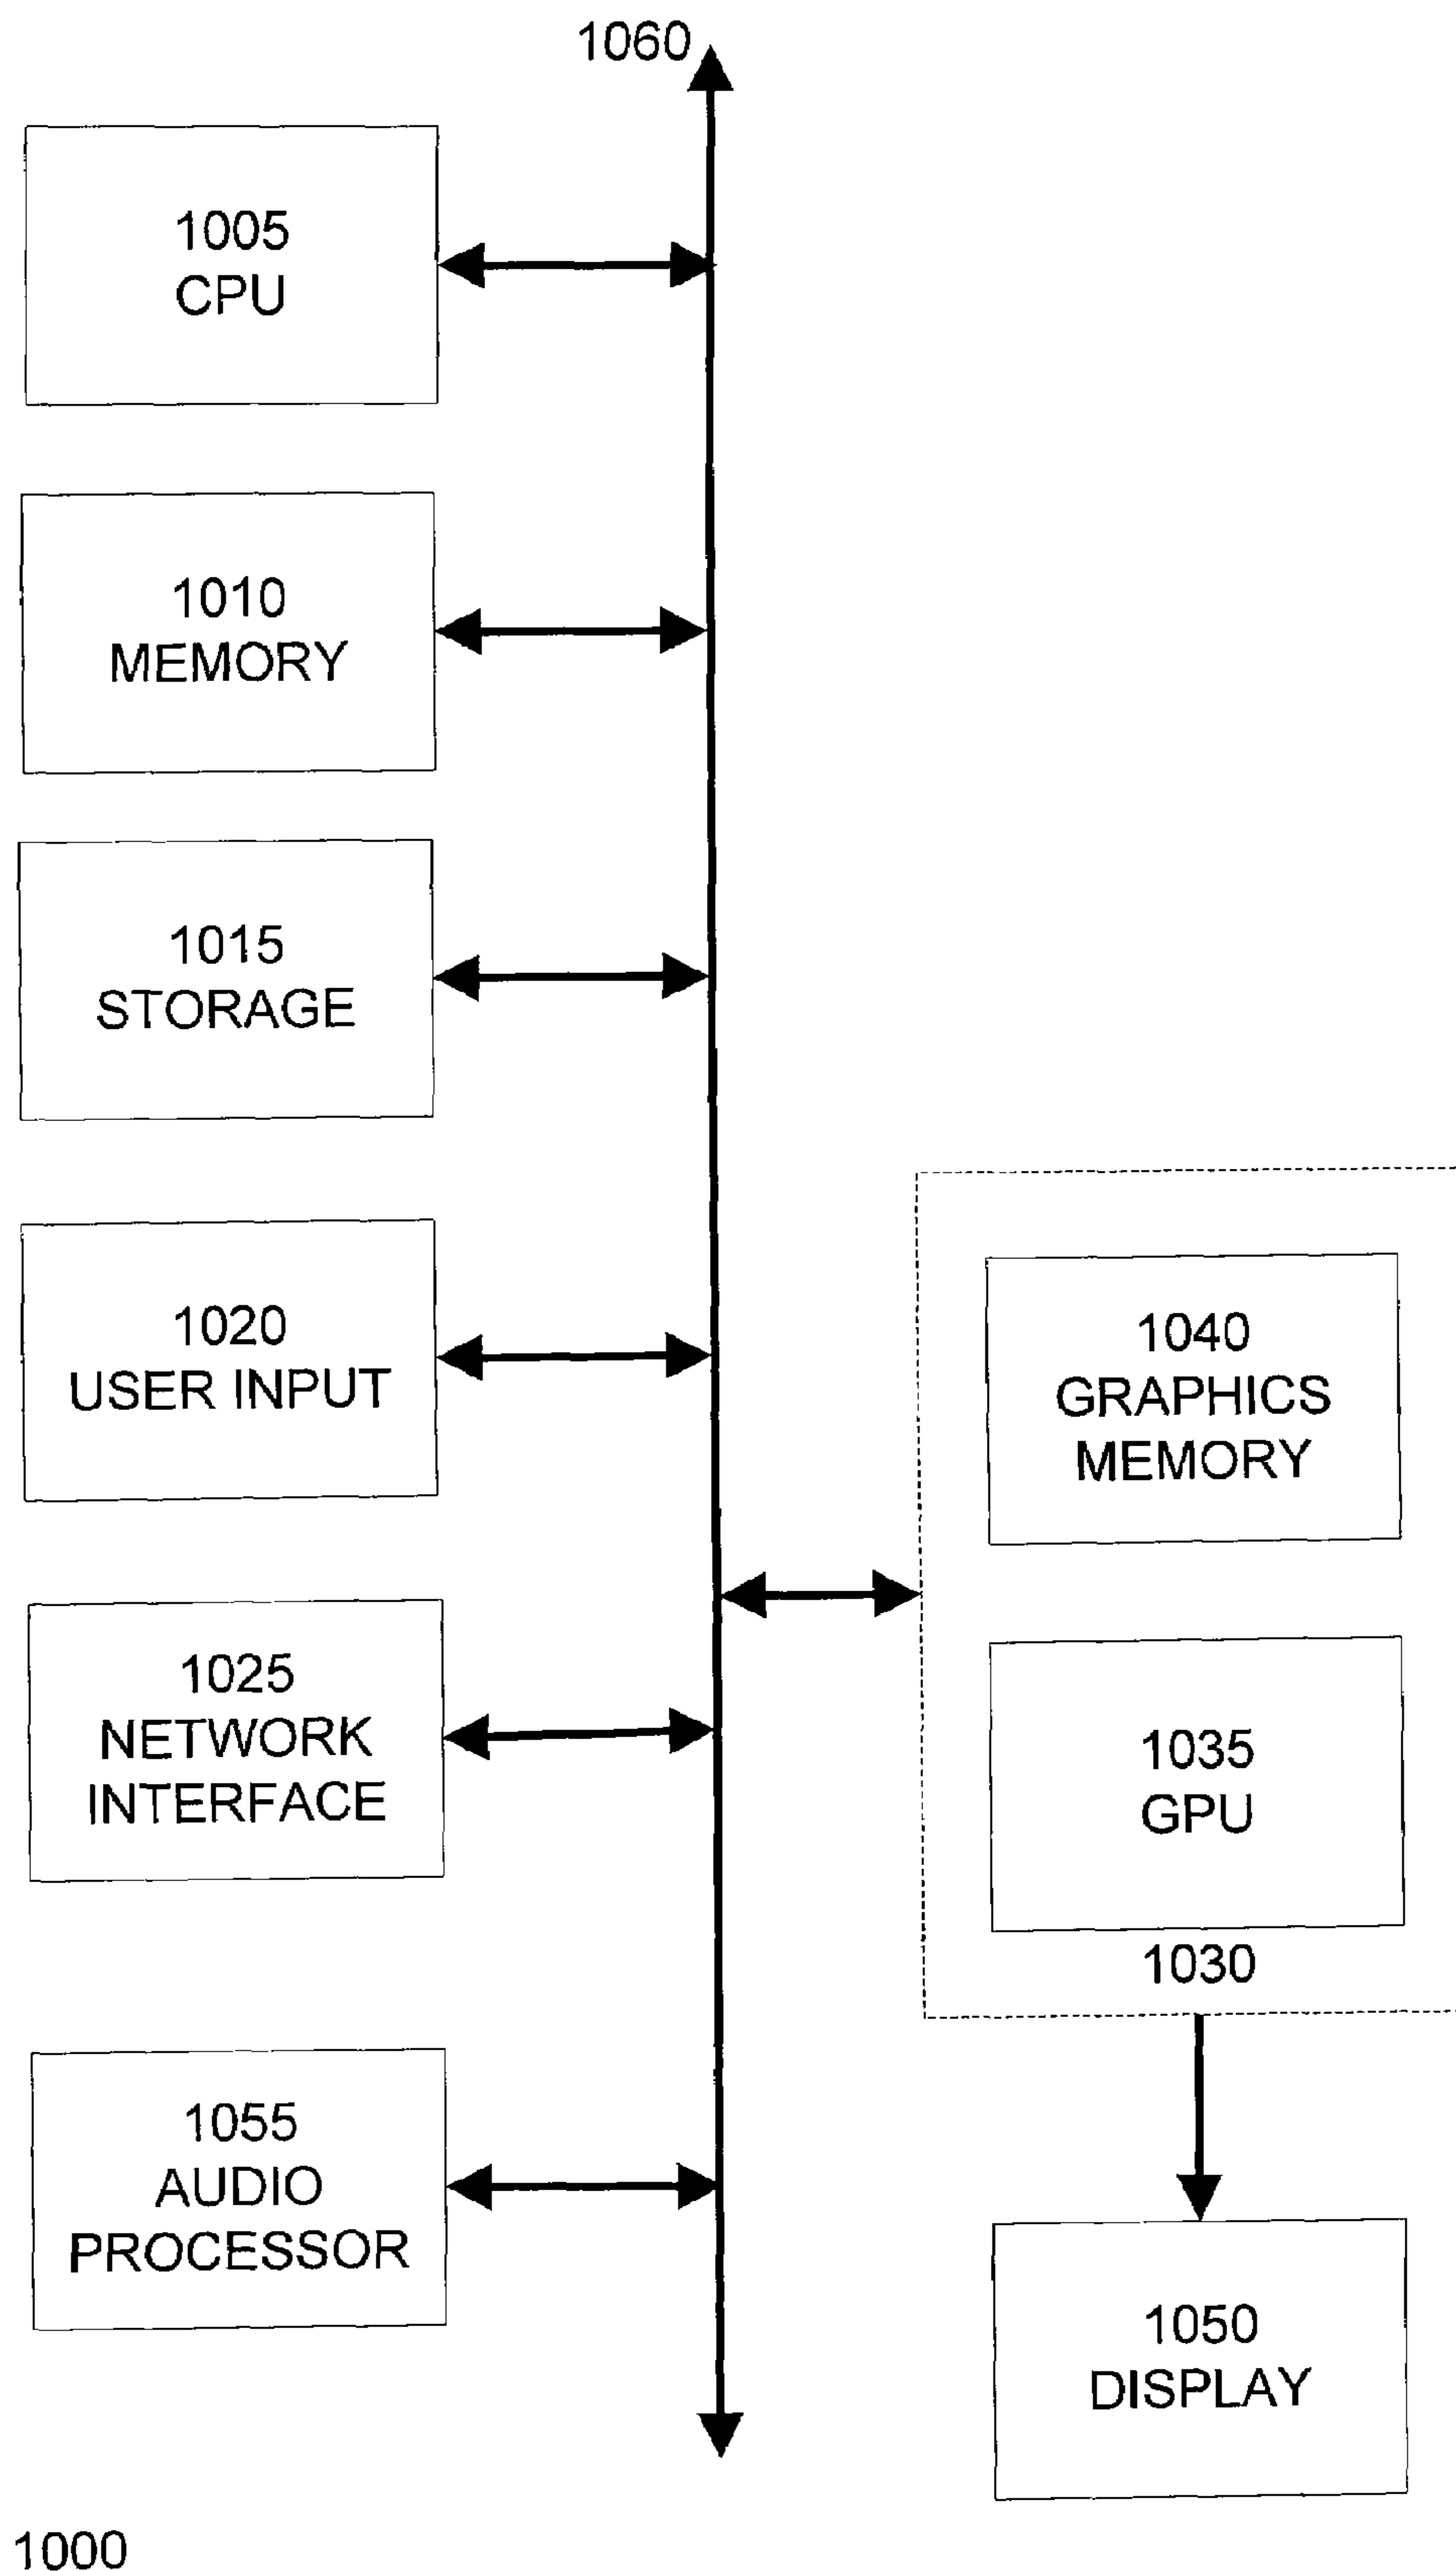 1060
1005
CPU
1010
MEMORY
1015
STORAGE
1020
USER INPUT
1025
NETWORK
INTERFACE
1055
AUDIO
PROCESSOR
1040
GRAPHICS
MEMORY
1035
GPU
1030
1050
DISPLAY
1000